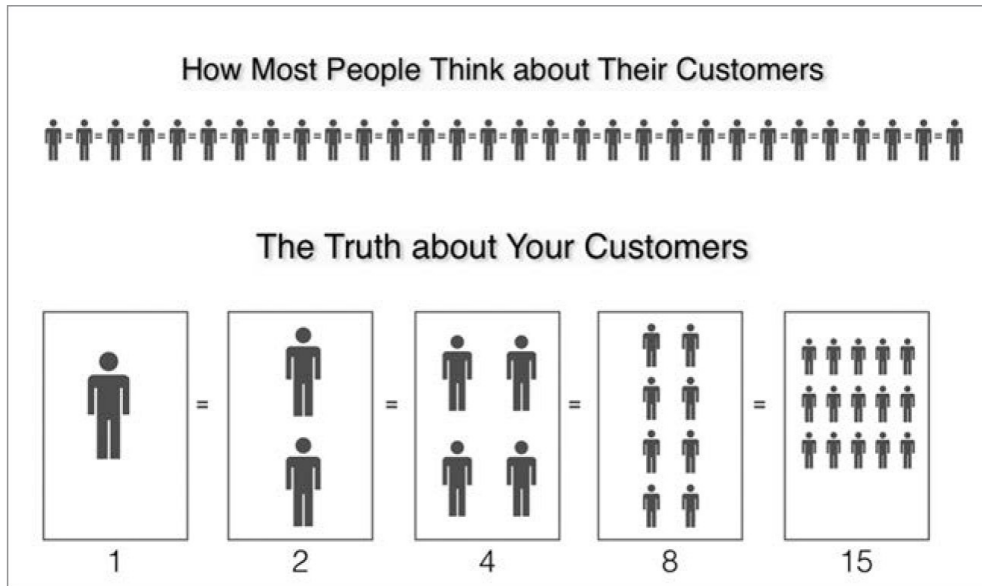 How Most People Think about Their Customers
= = = = = = = = = = = = = = = = = = = = = = = = = = = = =
The Truth about Your Customers
= = = =
1 2 4 8 15